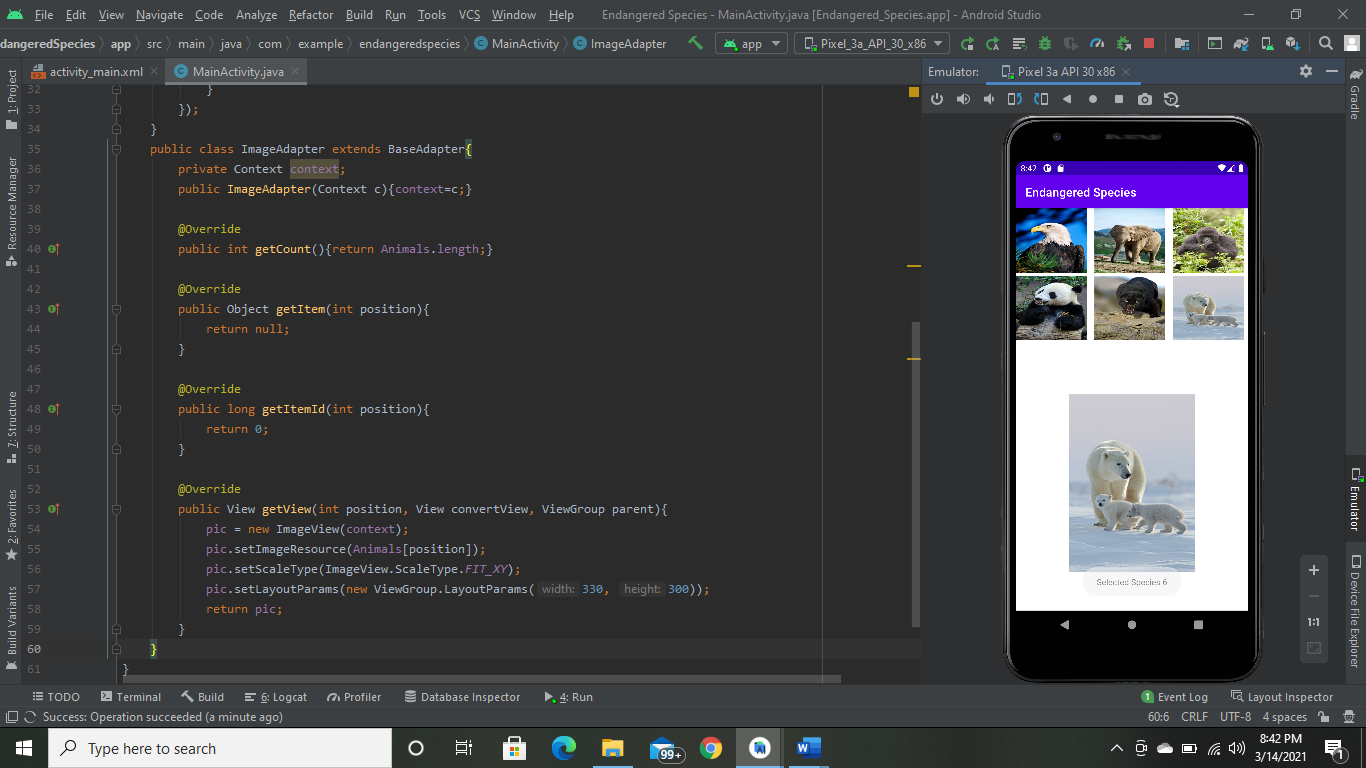 File Edit View Navigate Code Analyze Refactor Build Run Tools VCS Window Help Endangered Species - MainActivity.java [Endangered_Species.app] - Android Studio
ndangeredSpecies app src main java com example endangeredspecies MainActivity ImageAdapter app Pixel_3a_API_30_x86
activity_main.xml MainActivity.java Emulator: Pixel 3a API 30 x86
1: Project
Resource Manager
7: Structure
2: Favorites
Build Variants
32 }
33 });
34 }
35 public class ImageAdapter extends BaseAdapter{
36 private Context context;
37 public ImageAdapter(Context c){context=c;}
38
39 @Override
40 public int getCount(){return Animals.length;}
41
42 @Override
43 public Object getItem(int position){
44 return null;
45 }
46
47 @Override
48 public long getItemId(int position){
49 return 0;
50 }
51
52 @Override
53 public View getView(int position, View convertView, ViewGroup parent){
54 pic = new ImageView(context);
55 pic.setImageResource(Animals[position]);
56 pic.setScaleType(ImageView.ScaleType.FIT_XY);
57 pic.setLayoutParams(new ViewGroup.LayoutParams( width: 330, height: 300));
58 return pic;
59 }
60 }
61 }
8:42
Endangered Species
Selected Species 6
1:1
Gradle
Emulator
Device File Explorer
TODO Terminal Build 6: Logcat Profiler Database Inspector 4: Run 1 Event Log Layout Inspector
Success: Operation succeeded (a minute ago) 60:6 CRLF UTF-8 4 spaces
Type here to search 99+ 8:42 PM
3/14/2021 1